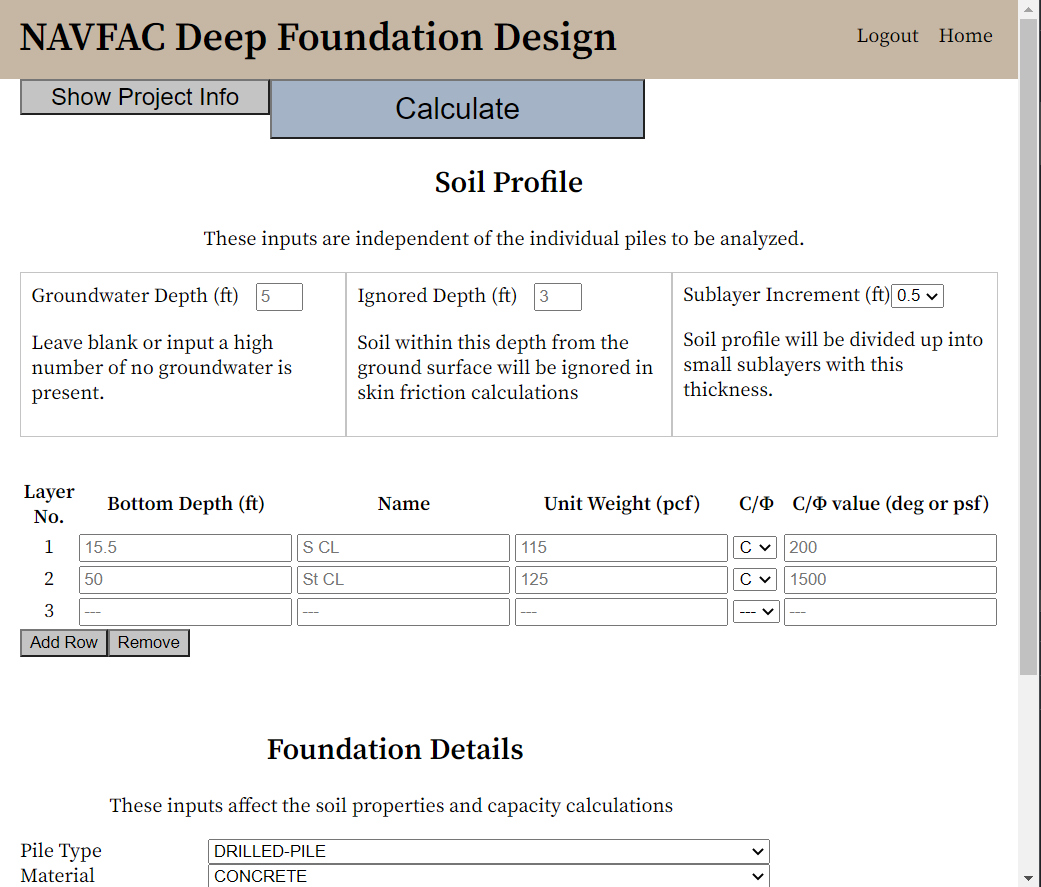 NAVFAC Deep Foundation Design
Logout Home
Show Project Info
Calculate
Soil Profile
These inputs are independent of the individual piles to be analyzed.
Groundwater Depth (ft) 5
Leave blank or input a high
number of no groundwater is
present.
Ignored Depth (ft) 3
Soil within this depth from the
ground surface will be ignored in
skin friction calculations
Sublayer Increment (ft) 0.5
Soil profile will be divided up into
small sublayers with this
thickness.
Layer
No. Bottom Depth (ft) Name Unit Weight (pcf) C/Φ C/Φ value (deg or psf)
1 15.5 S CL 115 C 200
2 50 St CL 125 C 1500
3 --- --- --- --- ---
Add Row Remove
Foundation Details
These inputs affect the soil properties and capacity calculations
Pile Type DRILLED-PILE
Material CONCRETE